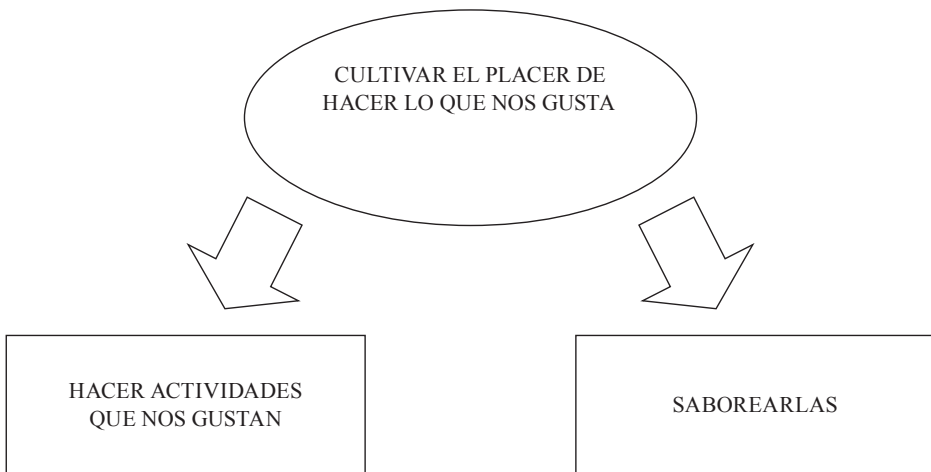 CULTIVAR EL PLACER DE
HACER LO QUE NOS GUSTA
HACER ACTIVIDADES
QUE NOS GUSTAN
SABOREARLAS